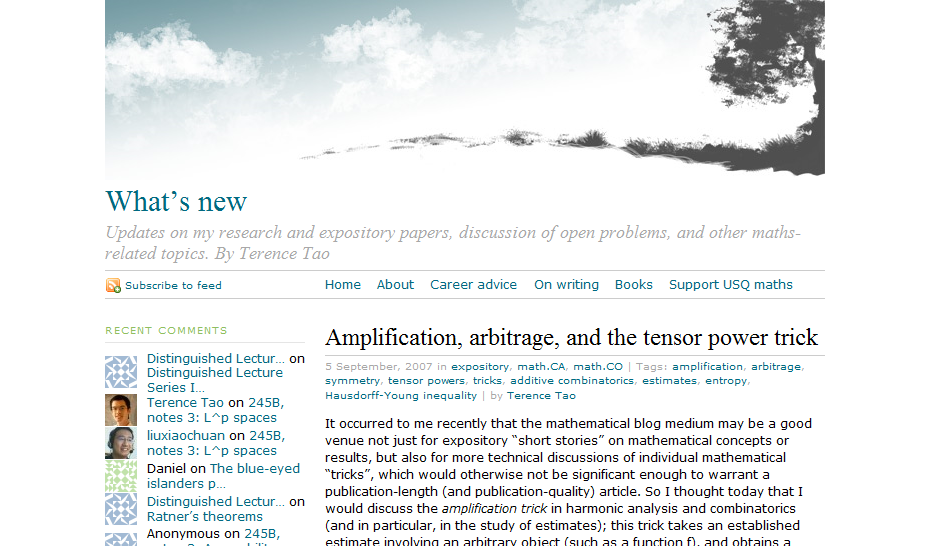 What's new
Updates on my research and expository papers, discussion of open problems, and other maths-
related topics. By Terence Tao
Subscribe to feed
Home About Career advice On writing Books Support USQ maths
RECENT COMMENTS
Distinguished Lectur... on
Distinguished Lecture
Series I...
Terence Tao on 245B,
notes 3: L^p spaces
liuxiaochuan on 245B,
notes 3: L^p spaces
Daniel on The blue-eyed
islanders p...
Distinguished Lectur... on
Ratner's theorems
Anonymous on 245B,
Amplification, arbitrage, and the tensor power trick
5 September, 2007 in expository, math.CA, math.CO | Tags: amplification, arbitrage,
symmetry, tensor powers, tricks, additive combinatorics, estimates, entropy,
Hausdorff-Young inequality | by Terence Tao
It occurred to me recently that the mathematical blog medium may be a good
venue not just for expository “short stories” on mathematical concepts or
results, but also for more technical discussions of individual mathematical
“tricks”, which would otherwise not be significant enough to warrant a
publication-length (and publication-quality) article. So I thought today that I
would discuss the amplification trick in harmonic analysis and combinatorics
(and in particular, in the study of estimates); this trick takes an established
estimate involving an arbitrary object (such as a function f), and obtains a